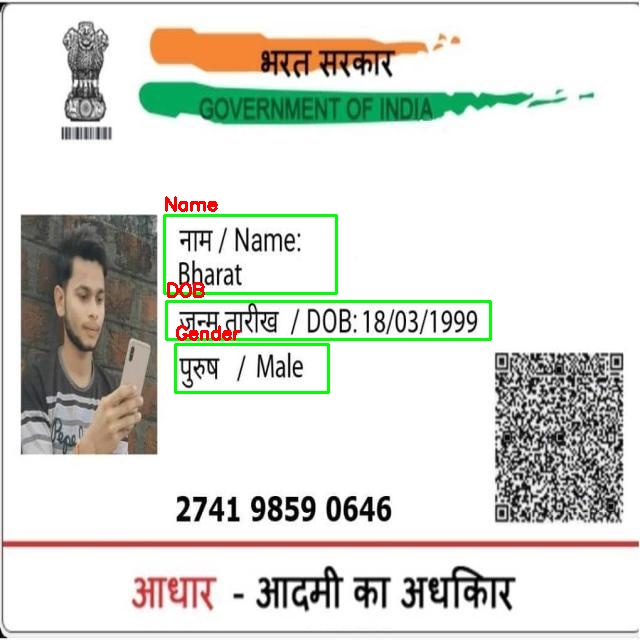 भरत सरकार
GOVERNMENT OF INDIA
Name
नाम / Name:
Bharat
DOB
जन्म तारीख / DOB: 18/03/1999
Gender
पुरुष / Male
2741 9859 0646
आधार - आदमी का अधकिार